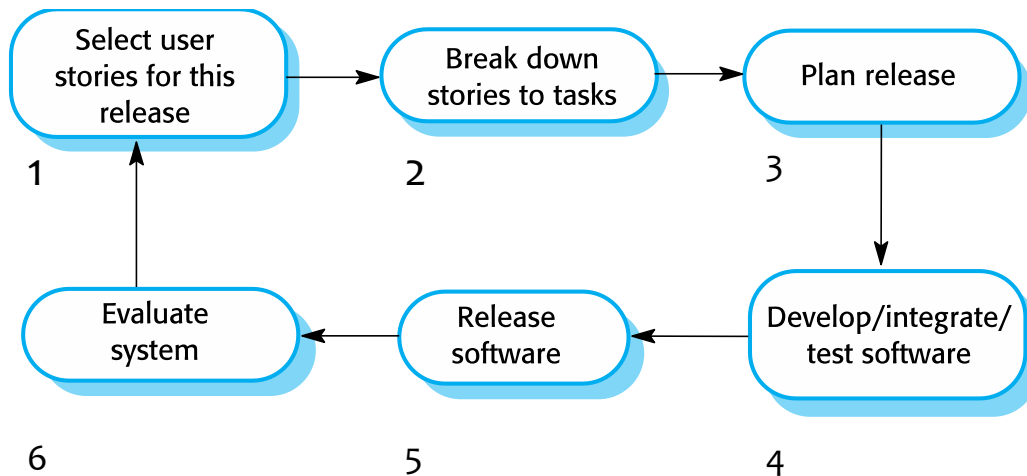 Select user
stories for this
release
Break down
stories to tasks
Plan release
1
2
3
Evaluate
system
Release
software
Develop/integrate/
test software
6
5
4